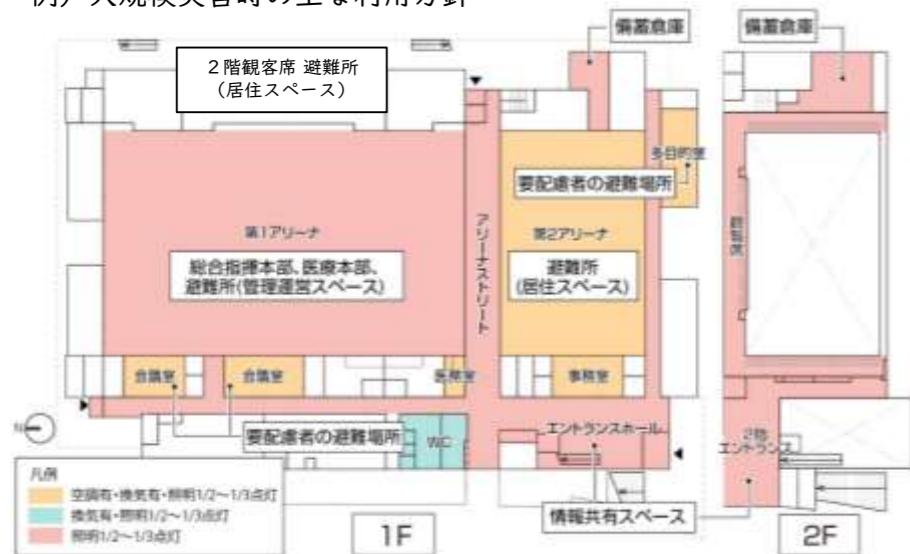 例）大規模災害時の主な利用方針
備蓄倉庫
備蓄倉庫
２階観客席 避難所
（居住スペース）
多目的室
要配慮者の避難場所
第1アリーナ
総合指揮本部、医療本部、
避難所(管理運営スペース)
アリーナストリート
第2アリーナ
避難所
(居住スペース)
観覧席
会議室
会議室
医務室
事務室
N
要配慮者の避難場所
WC
エントランスホール
2階
エントランス
凡例
空調有・換気有・照明1/2～1/3点灯
換気有・照明1/2～1/3点灯
照明1/2～1/3点灯
情報共有スペース
1F
2F